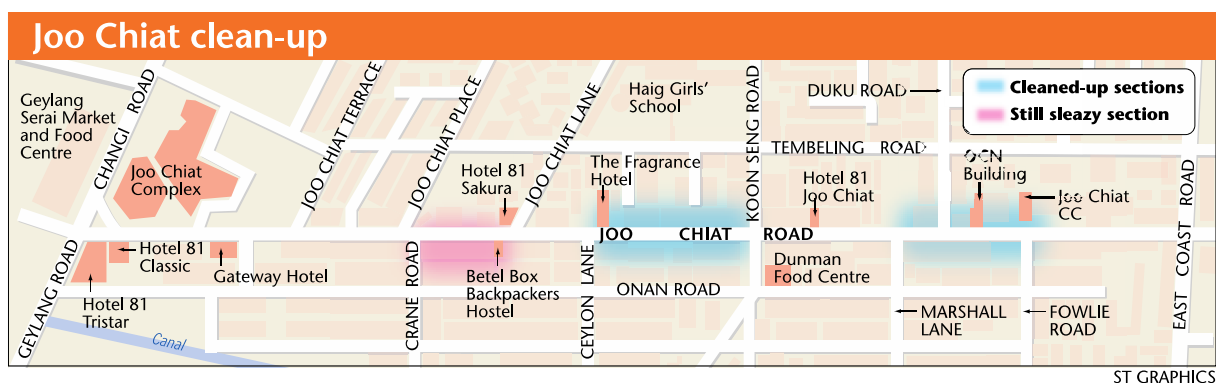 Joo Chiat clean-up
Geylang
Serai Market
and Food
Centre
CHANGI ROAD
Joo Chiat
Complex
JOO CHIAT TERRACE
JOO CHIAT PLACE
JOO CHIAT LANE
Haig Girls'
School
KOON SENG ROAD
DUKU ROAD
Cleaned-up sections
Still sleazy section
TEMBELING ROAD
Hotel 81
Sakura
The Fragrance
Hotel
Hotel 81
Joo Chiat
OCN
Building
Joo Chiat
CC
EAST COAST ROAD
JOO CHIAT ROAD
GEYLANG ROAD
Hotel 81
Classic
Gateway Hotel
Hotel 81
Tristar
CRANE ROAD
Betel Box
Backpackers
Hostel
CEYLON LANE
ONAN ROAD
Dunman
Food Centre
MARSHALL
LANE
FOWLIE
ROAD
Canal
ST GRAPHICS